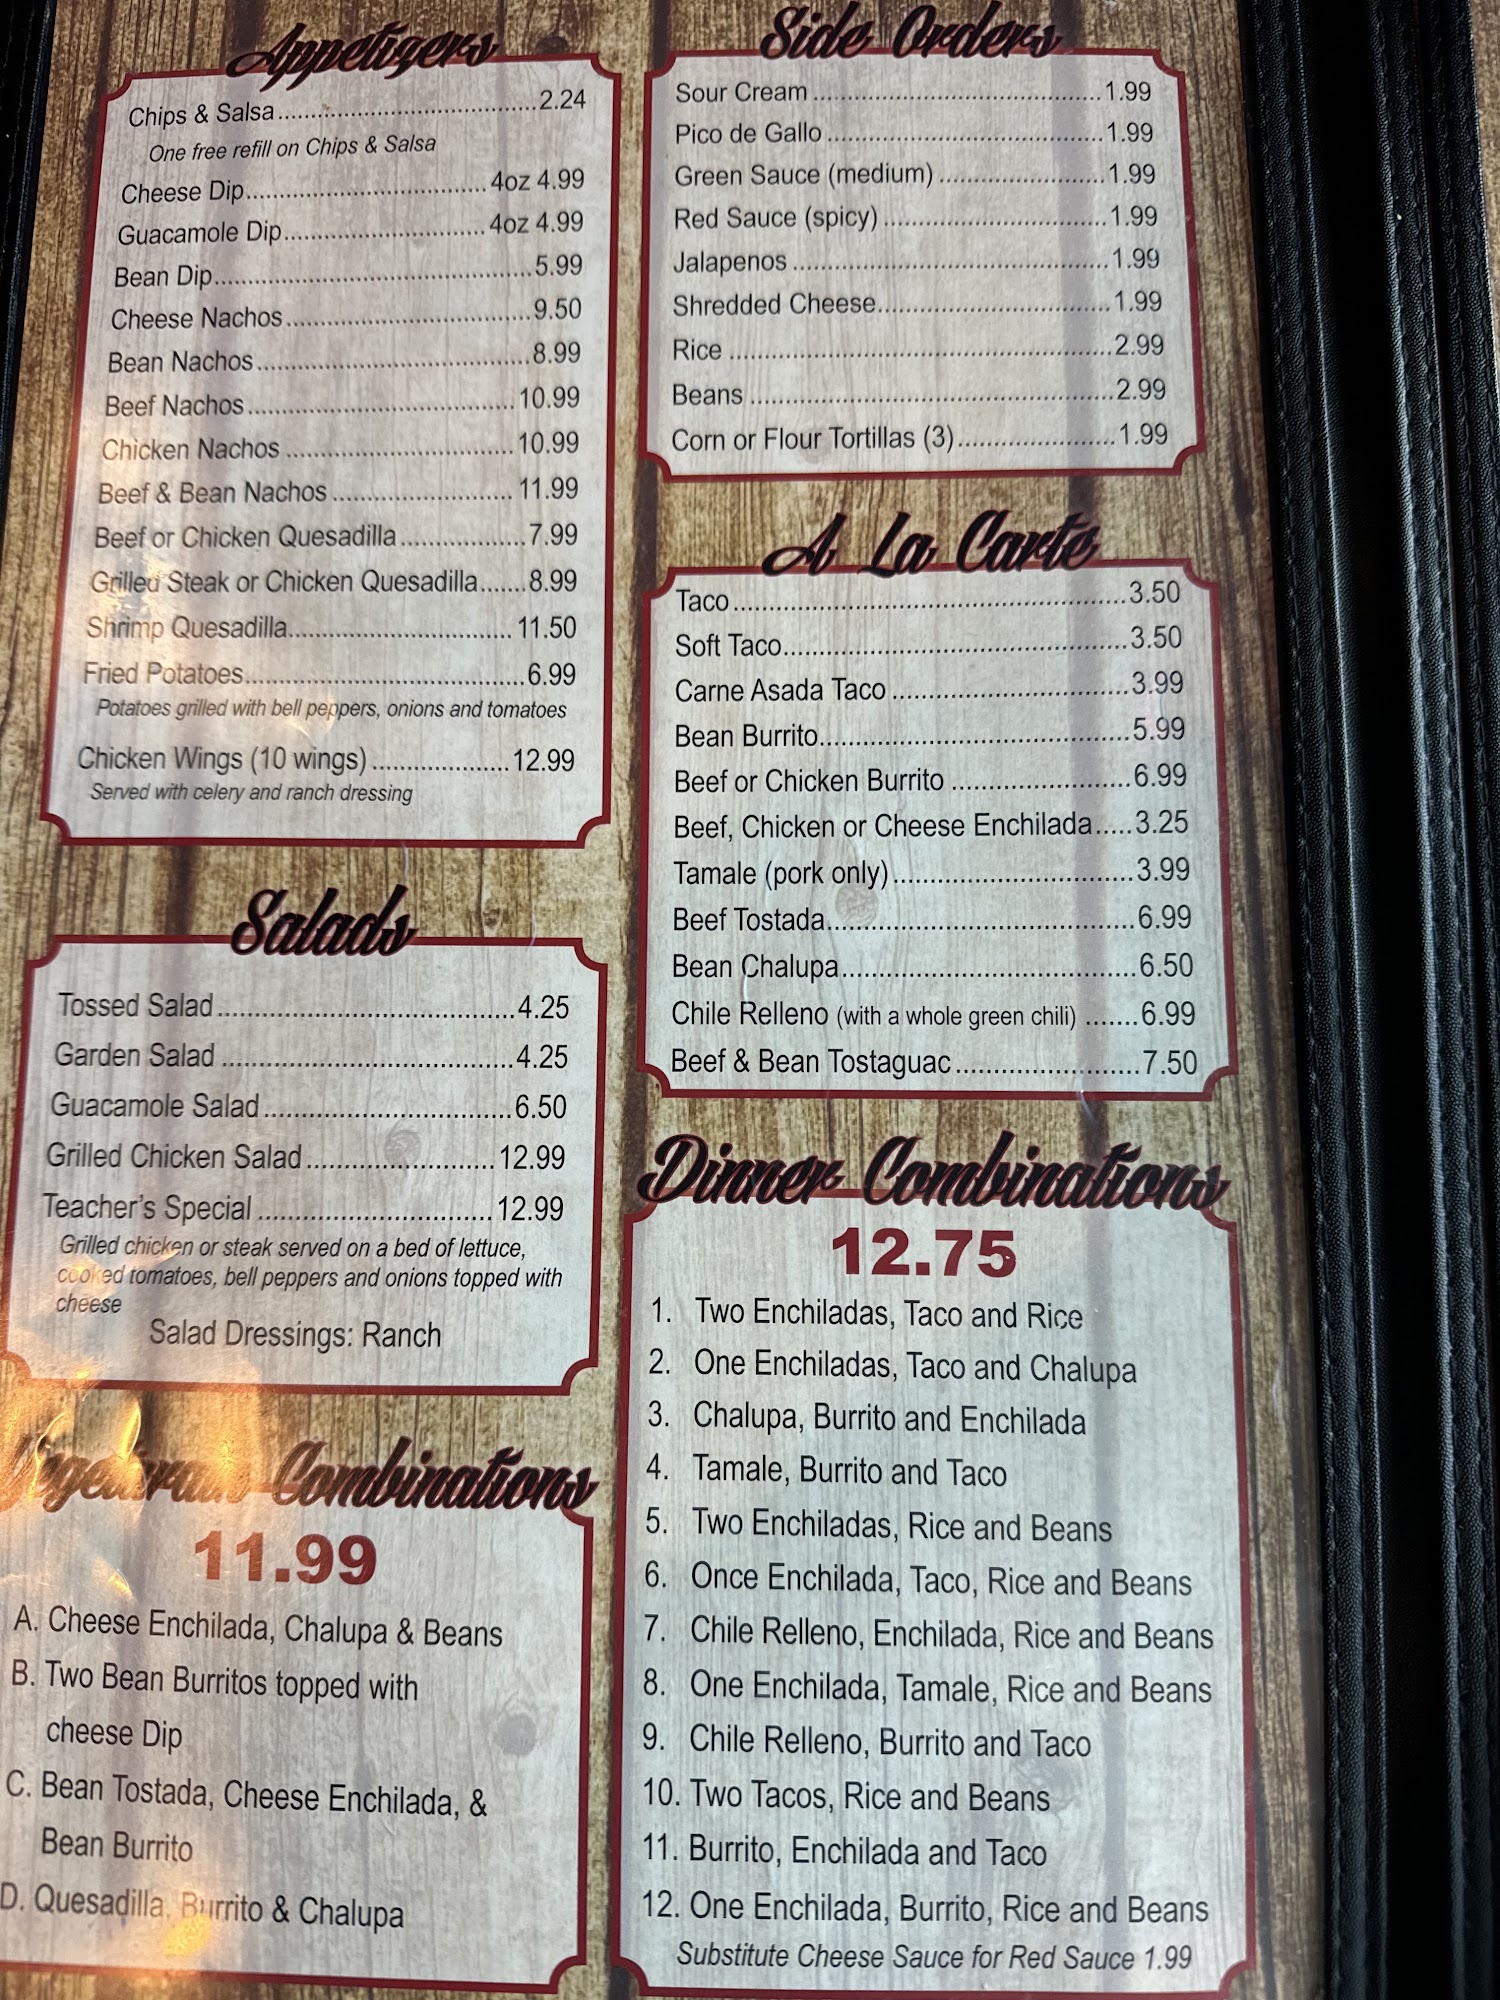 Appetizers
Chips & Salsa 2.24
One free refill on Chips & Salsa
Cheese Dip 4oz 4.99
Guacamole Dip 4oz 4.99
Bean Dip 5.99
Cheese Nachos 9.50
Bean Nachos 8.99
Beef Nachos 10.99
Chicken Nachos 10.99
Beef & Bean Nachos 11.99
Beef or Chicken Quesadilla 7.99
Grilled Steak or Chicken Quesadilla 8.99
Shrimp Quesadilla 11.50
Fried Potatoes 6.99
Potatoes grilled with bell peppers, onions and tomatoes
Chicken Wings (10 wings) 12.99
Served with celery and ranch dressing
Salads
Tossed Salad 4.25
Garden Salad 4.25
Guacamole Salad 6.50
Grilled Chicken Salad 12.99
Teacher's Special 12.99
Grilled chicken or steak served on a bed of lettuce,
cooked tomatoes, bell peppers and onions topped with
cheese
Salad Dressings: Ranch
Vegetarian Combinations
11.99
A. Cheese Enchilada, Chalupa & Beans
B. Two Bean Burritos topped with
cheese Dip
C. Bean Tostada, Cheese Enchilada, &
Bean Burrito
D. Quesadilla, Burrito & Chalupa
Side Orders
Sour Cream 1.99
Pico de Gallo 1.99
Green Sauce (medium) 1.99
Red Sauce (spicy) 1.99
Jalapenos 1.99
Shredded Cheese 1.99
Rice 2.99
Beans 2.99
Corn or Flour Tortillas (3) 1.99
A La Carte
Taco 3.50
Soft Taco 3.50
Carne Asada Taco 3.99
Bean Burrito 5.99
Beef or Chicken Burrito 6.99
Beef, Chicken or Cheese Enchilada 3.25
Tamale (pork only) 3.99
Beef Tostada 6.99
Bean Chalupa 6.50
Chile Relleno (with a whole green chili) 6.99
Beef & Bean Tostaguac 7.50
Dinner Combinations
12.75
1. Two Enchiladas, Taco and Rice
2. One Enchiladas, Taco and Chalupa
3. Chalupa, Burrito and Enchilada
4. Tamale, Burrito and Taco
5. Two Enchiladas, Rice and Beans
6. Once Enchilada, Taco, Rice and Beans
7. Chile Relleno, Enchilada, Rice and Beans
8. One Enchilada, Tamale, Rice and Beans
9. Chile Relleno, Burrito and Taco
10. Two Tacos, Rice and Beans
11. Burrito, Enchilada and Taco
12. One Enchilada, Burrito, Rice and Beans
Substitute Cheese Sauce for Red Sauce 1.99